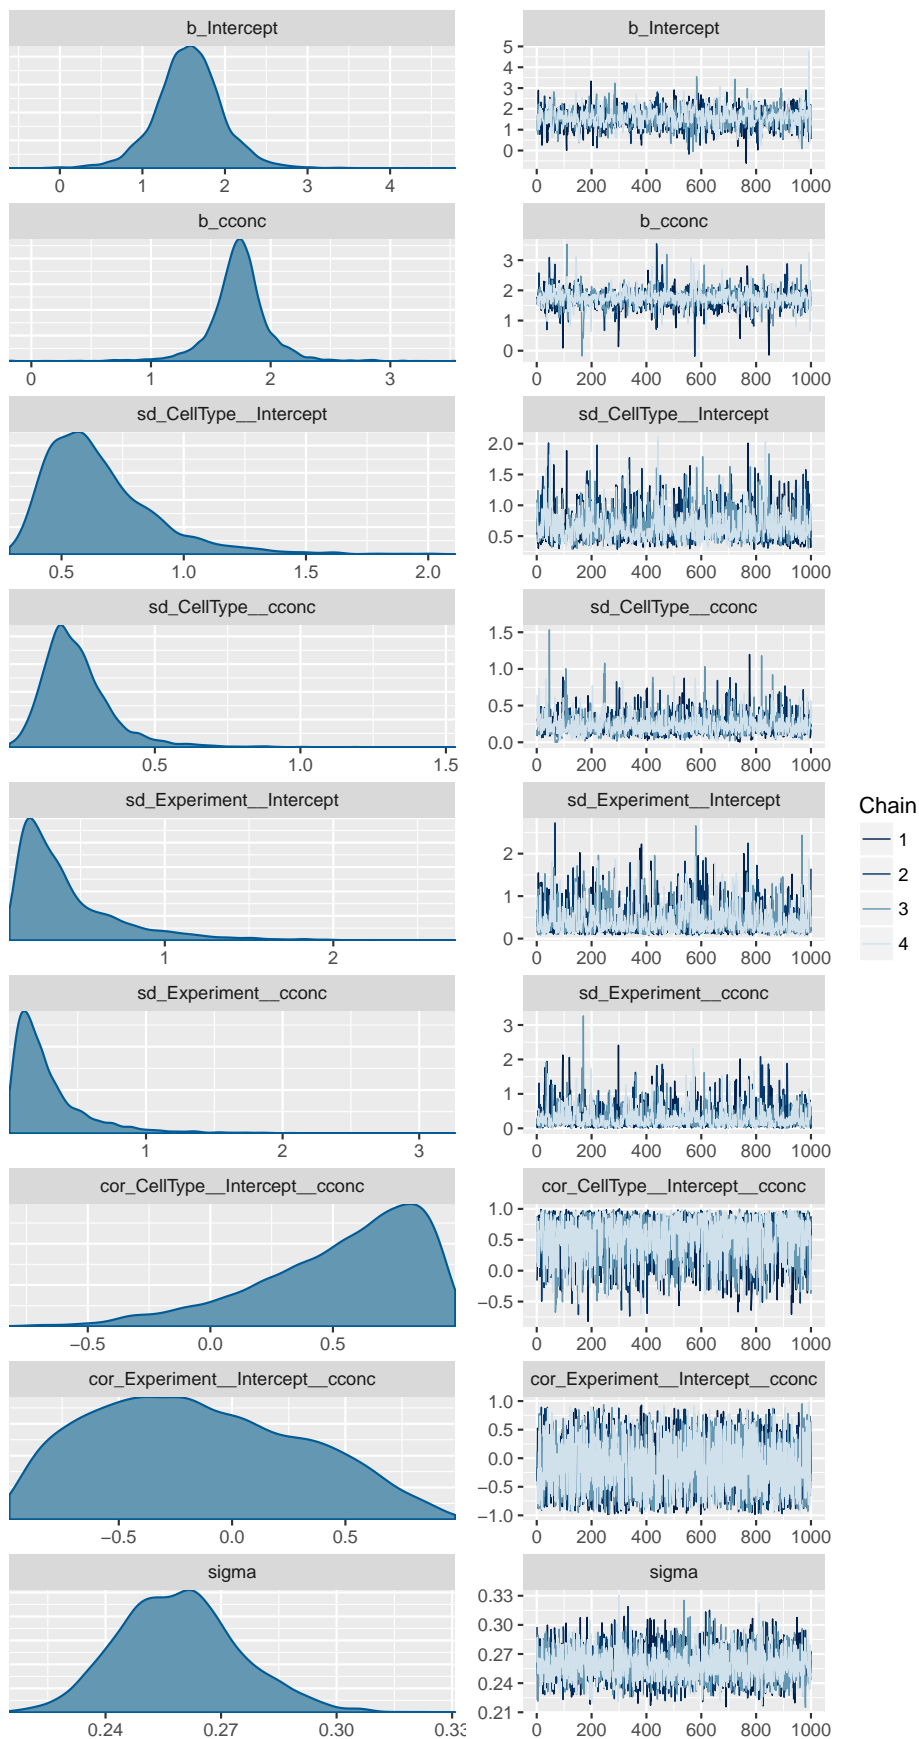 b_Intercept
0 1 2 3 4
b_Intercept
5
4
3
2
1
0
0 200 400 600 800 1000
b_cconc
0 1 2 3
b_cconc
3
2
1
0
0 200 400 600 800 1000
sd_CellType__Intercept
0.5 1.0 1.5 2.0
sd_CellType__Intercept
2.0
1.5
1.0
0.5
0 200 400 600 800 1000
sd_CellType__cconc
0.5 1.0 1.5
sd_CellType__cconc
1.5
1.0
0.5
0.0
0 200 400 600 800 1000
sd_Experiment__Intercept
1 2
sd_Experiment__Intercept
2
1
0
0 200 400 600 800 1000
sd_Experiment__cconc
1 2 3
sd_Experiment__cconc
3
2
1
0
0 200 400 600 800 1000
cor_CellType__Intercept__cconc
−0.5 0.0 0.5
cor_CellType__Intercept__cconc
1.0
0.5
0.0
−0.5
0 200 400 600 800 1000
cor_Experiment__Intercept__cconc
−0.5 0.0 0.5
cor_Experiment__Intercept__cconc
1.0
0.5
0.0
−0.5
−1.0
0 200 400 600 800 1000
sigma
0.24 0.27 0.30
sigma
0.33
0.30
0.27
0.24
0.21
0 200 400 600 800 1000
Chain
1
2
3
4